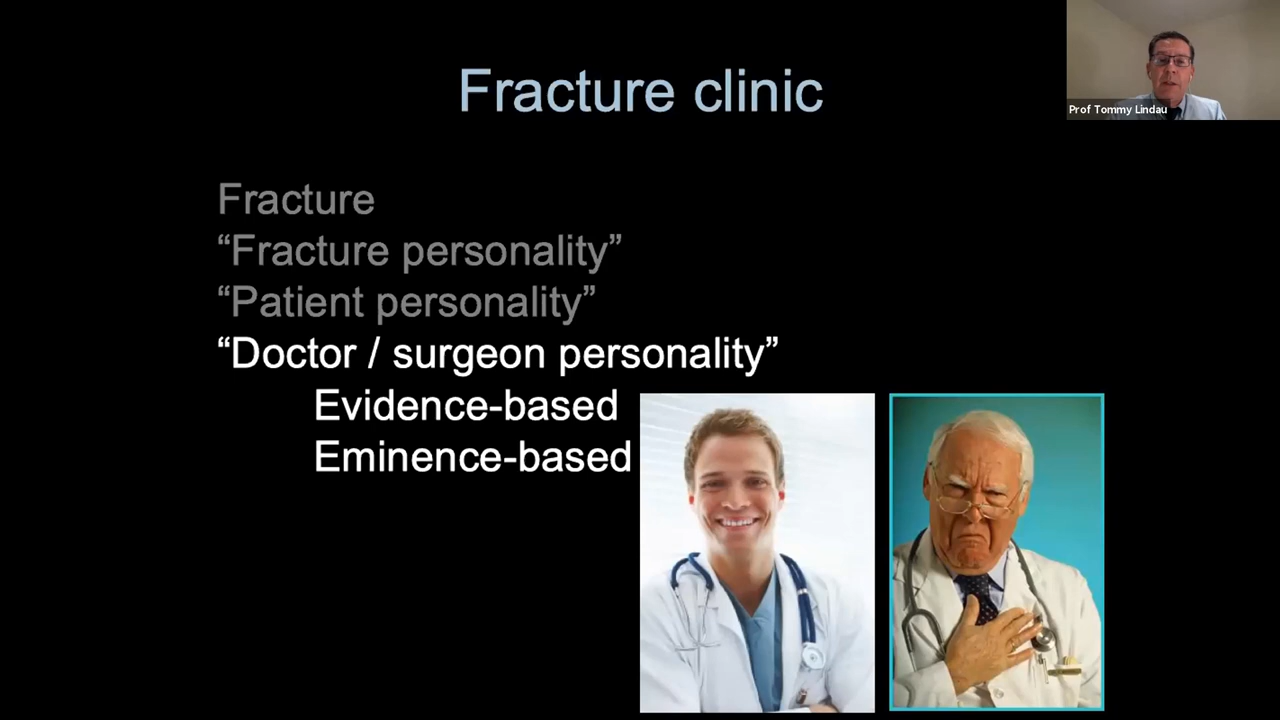 Fracture clinic
Prof Tommy Lindau
Fracture
“Fracture personality”
“Patient personality”
“Doctor / surgeon personality”
Evidence-based
Eminence-based